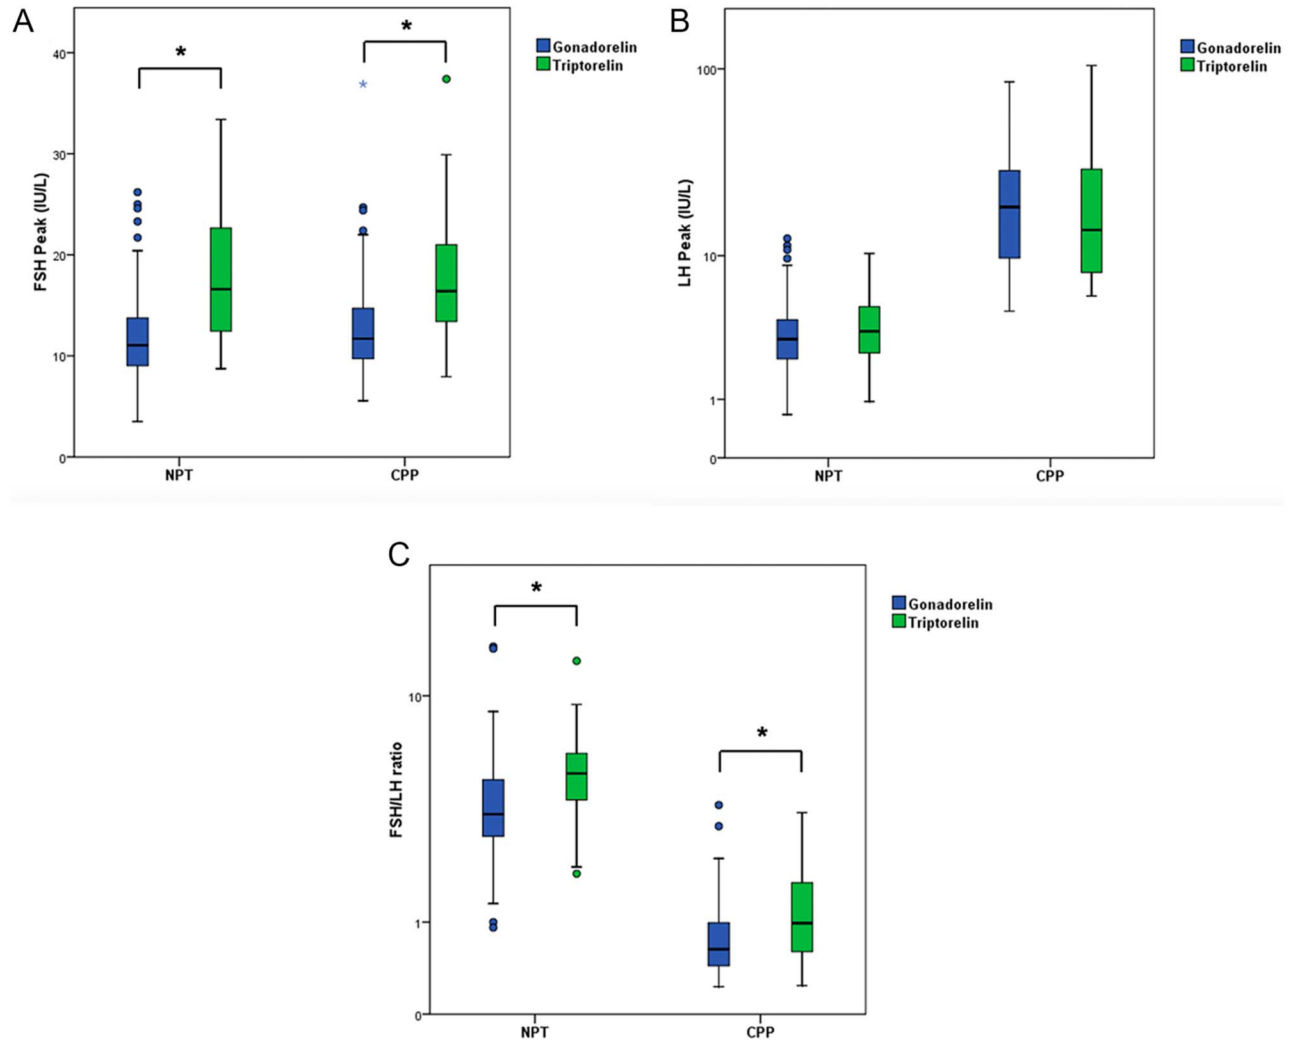 A
FSH Peak (IU/L)
40
30
20
10
0
*
*
*
NPT
CPP
Gonadorelin
Triptorelin
B
LH Peak (IU/L)
100
10
1
0
NPT
CPP
Gonadorelin
Triptorelin
C
FSH/LH ratio
10
1
0
*
*
NPT
CPP
Gonadorelin
Triptorelin